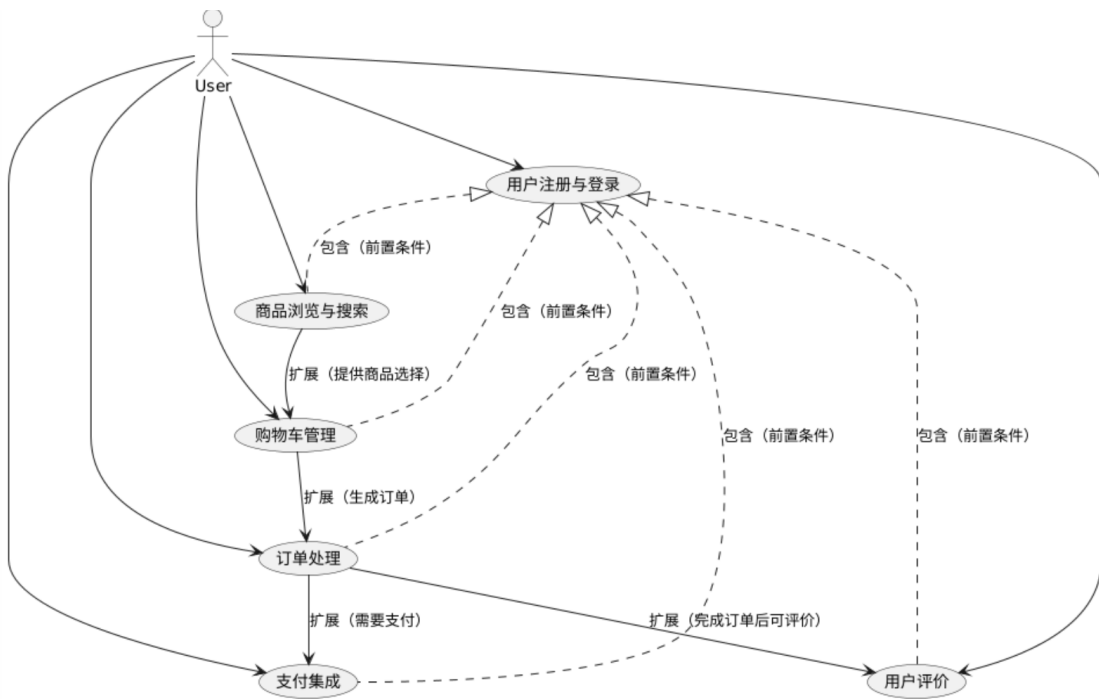 User
用户注册与登录
包含（前置条件）
商品浏览与搜索
包含（前置条件）
扩展（提供商品选择）
包含（前置条件）
购物车管理
包含（前置条件）
包含（前置条件）
扩展（生成订单）
订单处理
扩展（需要支付）
扩展（完成订单后可评价）
支付集成
用户评价